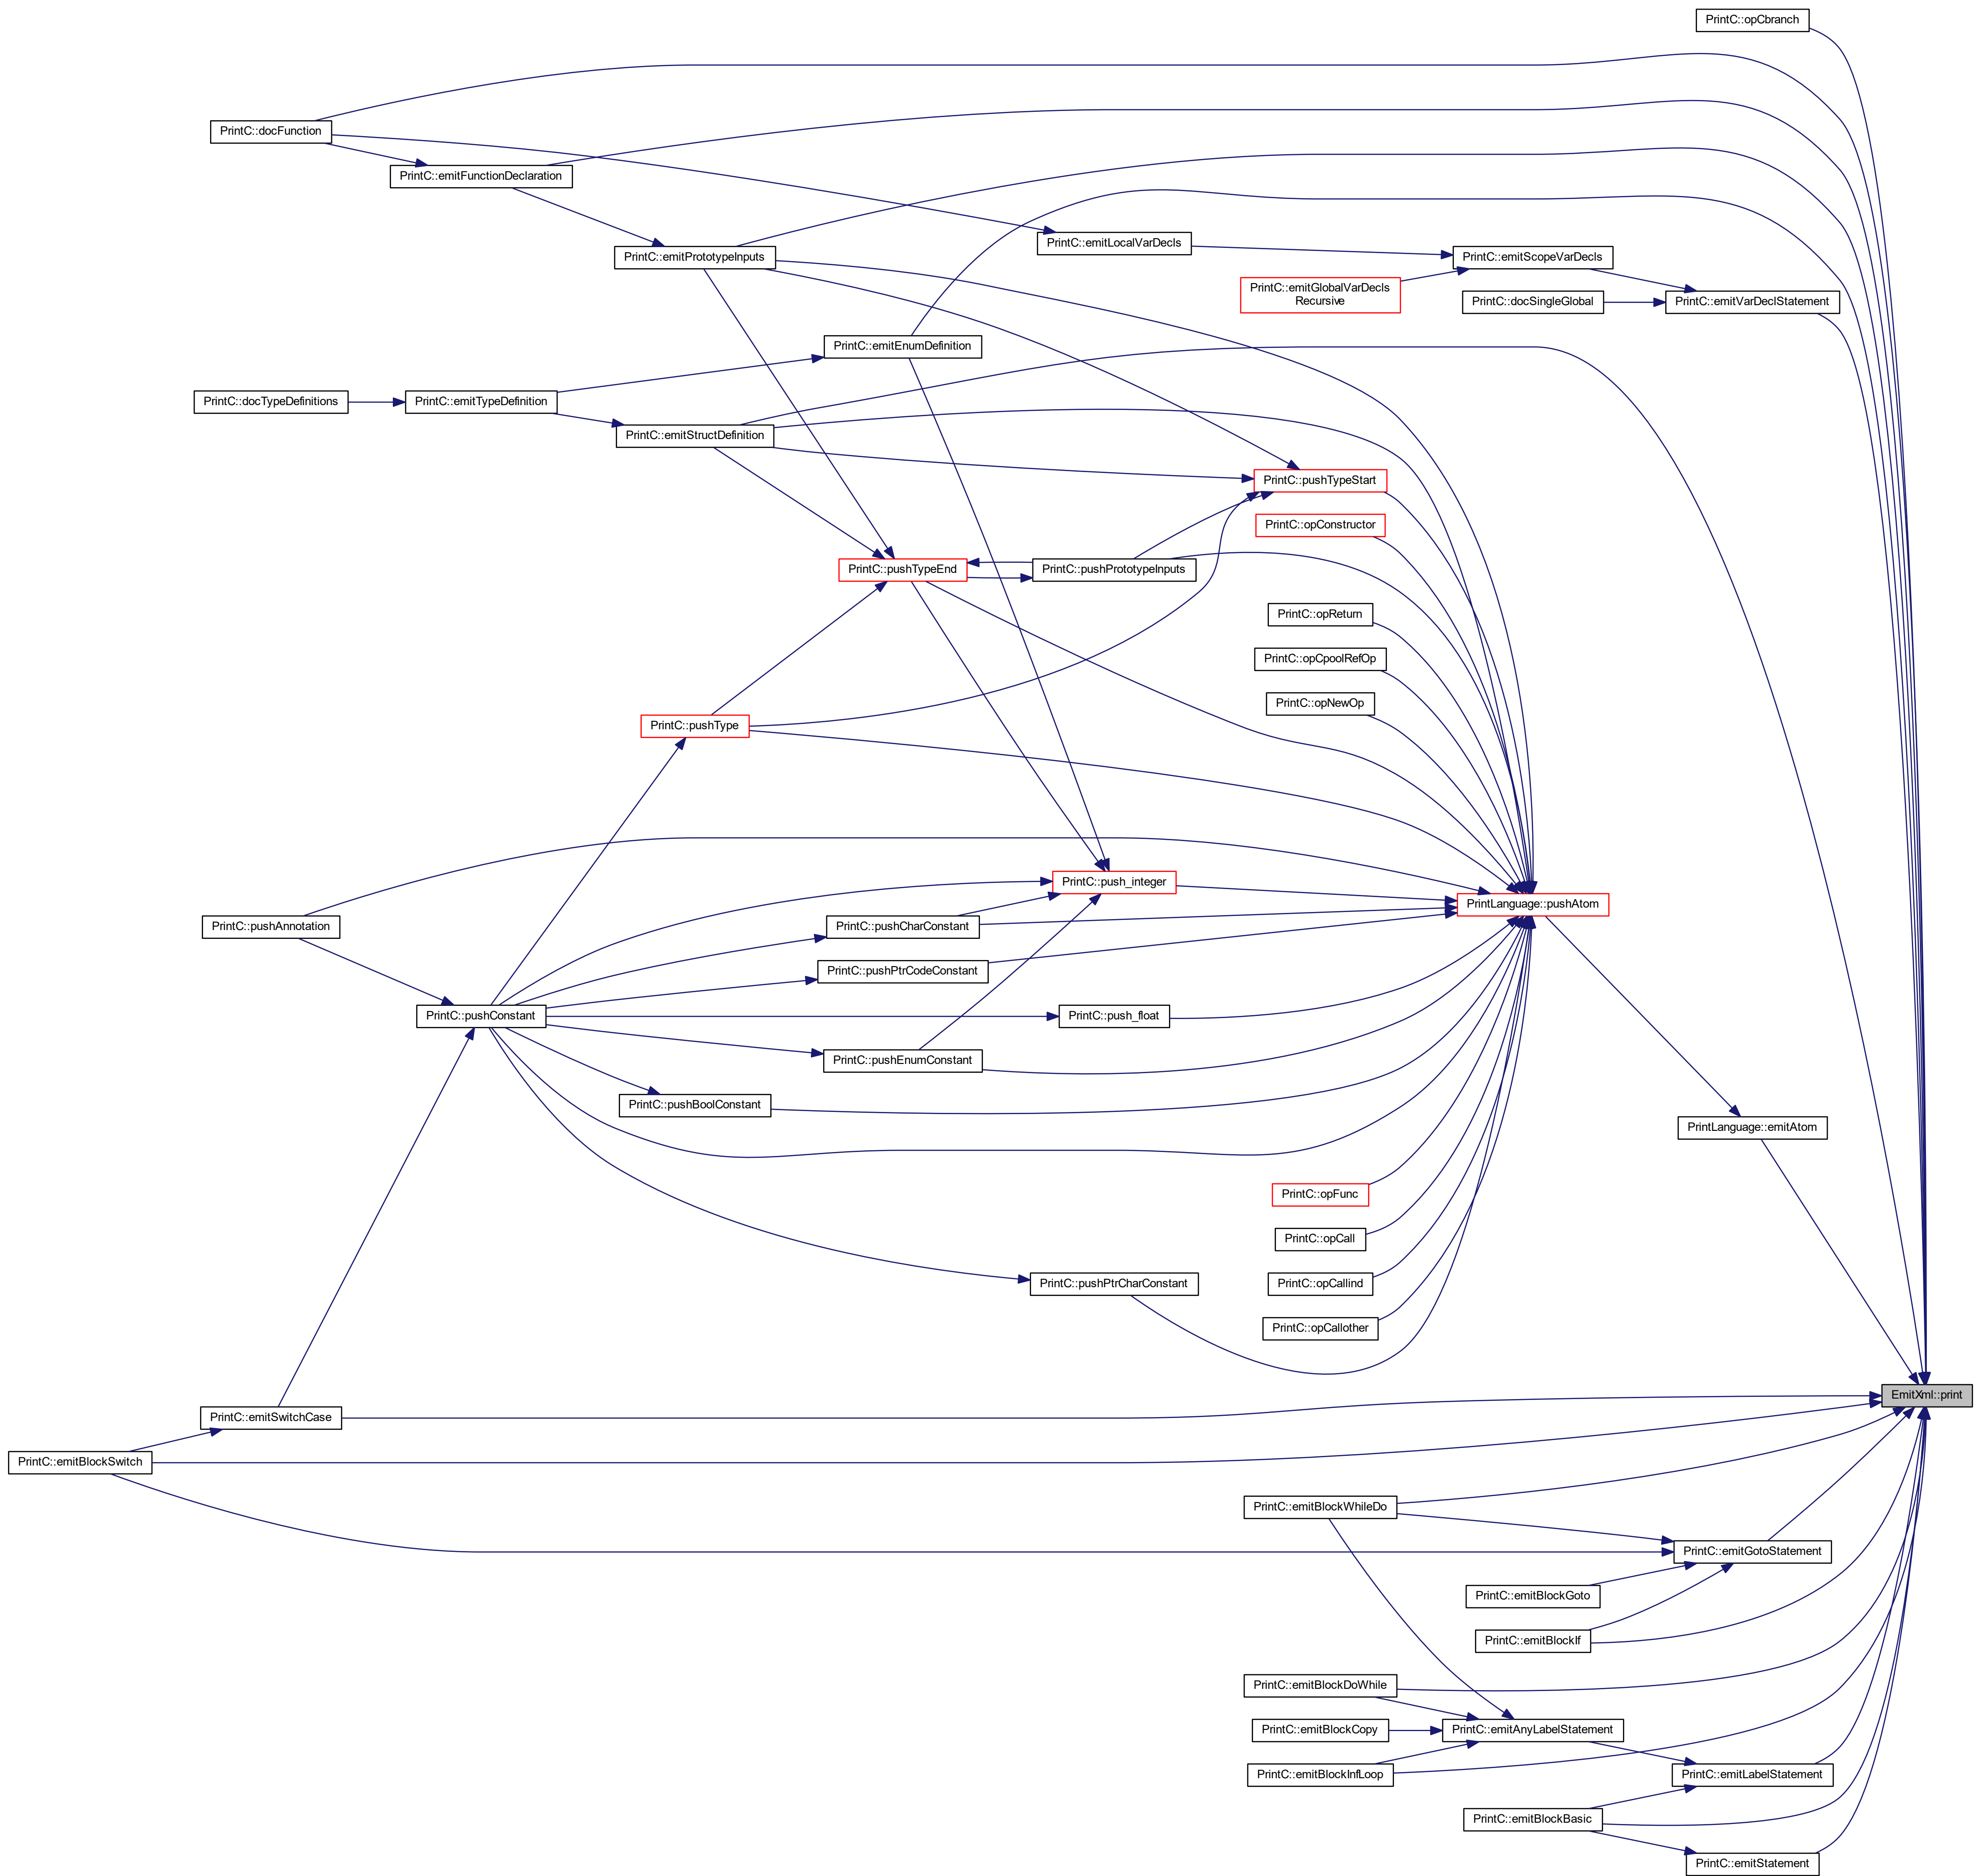 PrintC::opCbranch
PrintC::docFunction
PrintC::emitFunctionDeclaration
PrintC::emitPrototypeInputs
PrintC::emitLocalVarDecls
PrintC::emitScopeVarDecls
PrintC::emitGlobalVarDecls
Recursive
PrintC::docSingleGlobal
PrintC::emitVarDeclStatement
PrintC::emitEnumDefinition
PrintC::docTypeDefinitions
PrintC::emitTypeDefinition
PrintC::emitStructDefinition
PrintC::pushTypeStart
PrintC::opConstructor
PrintC::pushTypeEnd
PrintC::pushPrototypeInputs
PrintC::opReturn
PrintC::opCpoolRefOp
PrintC::opNewOp
PrintC::pushType
PrintC::push_integer
PrintLanguage::pushAtom
PrintC::pushAnnotation
PrintC::pushCharConstant
PrintC::pushPtrCodeConstant
PrintC::pushConstant
PrintC::push_float
PrintC::pushEnumConstant
PrintC::pushBoolConstant
PrintLanguage::emitAtom
PrintC::opFunc
PrintC::opCall
PrintC::pushPtrCharConstant
PrintC::opCallind
PrintC::opCallother
EmitXml::print
PrintC::emitSwitchCase
PrintC::emitBlockSwitch
PrintC::emitBlockWhileDo
PrintC::emitGotoStatement
PrintC::emitBlockGoto
PrintC::emitBlockIf
PrintC::emitBlockDoWhile
PrintC::emitBlockCopy
PrintC::emitAnyLabelStatement
PrintC::emitBlockInfLoop
PrintC::emitLabelStatement
PrintC::emitBlockBasic
PrintC::emitStatement